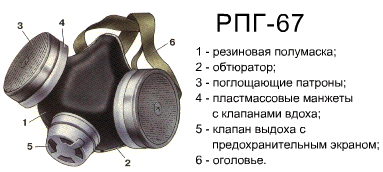 РПГ-67
1 - резиновая полумаска;
2 - обтюратор;
3 - поглощающие патроны;
4 - пластмассовые манжеты
с клапанами вдоха;
5 - клапан выдоха с
предохранительным экраном;
6 - оголовье.
3
4
6
1
5
2